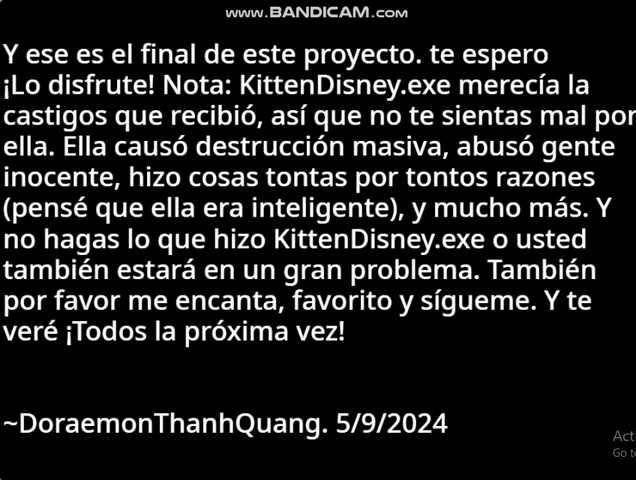 www.BANDICAM.com
Y ese es el final de este proyecto. te espero
¡Lo disfrute! Nota: KittenDisney.exe merecía la
castigos que recibió, así que no te sientas mal por
ella. Ella causó destrucción masiva, abusó gente
inocente, hizo cosas tontas por tontos razones
(pensé que ella era inteligente), y mucho más. Y
no hagas lo que hizo KittenDisney.exe o usted
también estará en un gran problema. También
por favor me encanta, favorito y sígueme. Y te
veré ¡Todos la próxima vez!
~DoraemonThanhQuang. 5/9/2024
Act
Go to